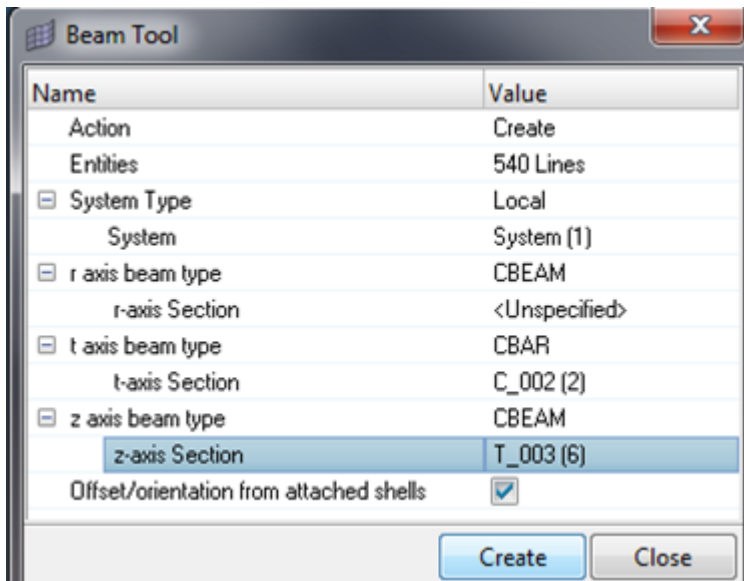 Beam Tool
Name Value
Action Create
Entities 540 Lines
System Type Local
System System (1)
r axis beam type CBEAM
r-axis Section <Unspecified>
t axis beam type CBAR
t-axis Section C_002 (2)
z axis beam type CBEAM
z-axis Section T_003 (6)
Offset/orientation from attached shells
Create Close